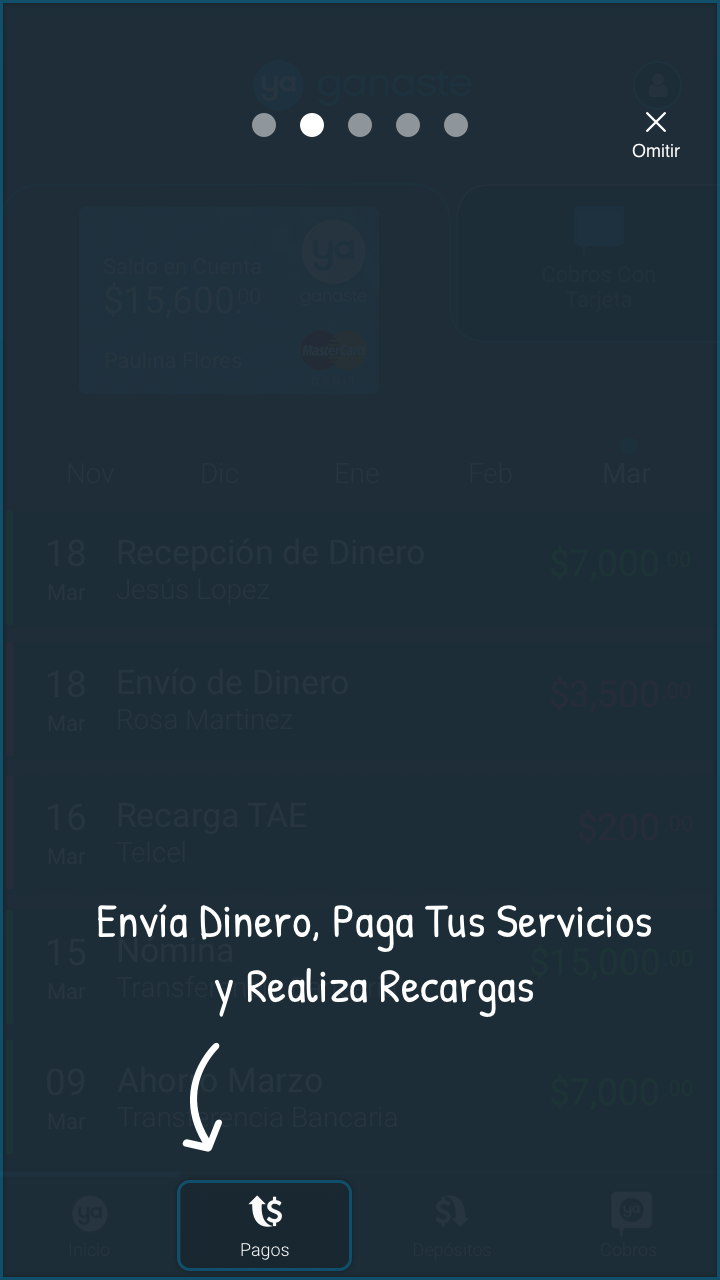 ya ganaste
Omitir
Saldo en Cuenta
$15,600.00
ya
ganaste
Paulina Flores
MasterCard
Cobros Con
Tarjeta
Nov Dic Ene Feb Mar
18 Recepción de Dinero $7,000.00
Mar Jesús Lopez
18 Envío de Dinero $3,500.00
Mar Rosa Martinez
16 Recarga TAE $200.00
Mar Telcel
Envía Dinero, Paga Tus Servicios
15 Nómina $15,000.00
y Realiza Recargas
Mar
09 Ahorro Marzo $7,000.00
Mar Transferencia Bancaria
ya $ $ ya
Inicio Pagos Depósitos Cobros